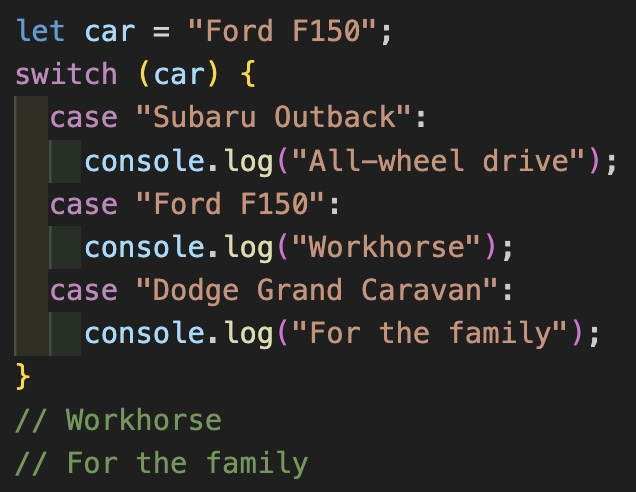 let car = "Ford F150";
switch (car) {
  case "Subaru Outback":
    console.log("All-wheel drive");
  case "Ford F150":
    console.log("Workhorse");
  case "Dodge Grand Caravan":
    console.log("For the family");
}
// Workhorse
// For the family